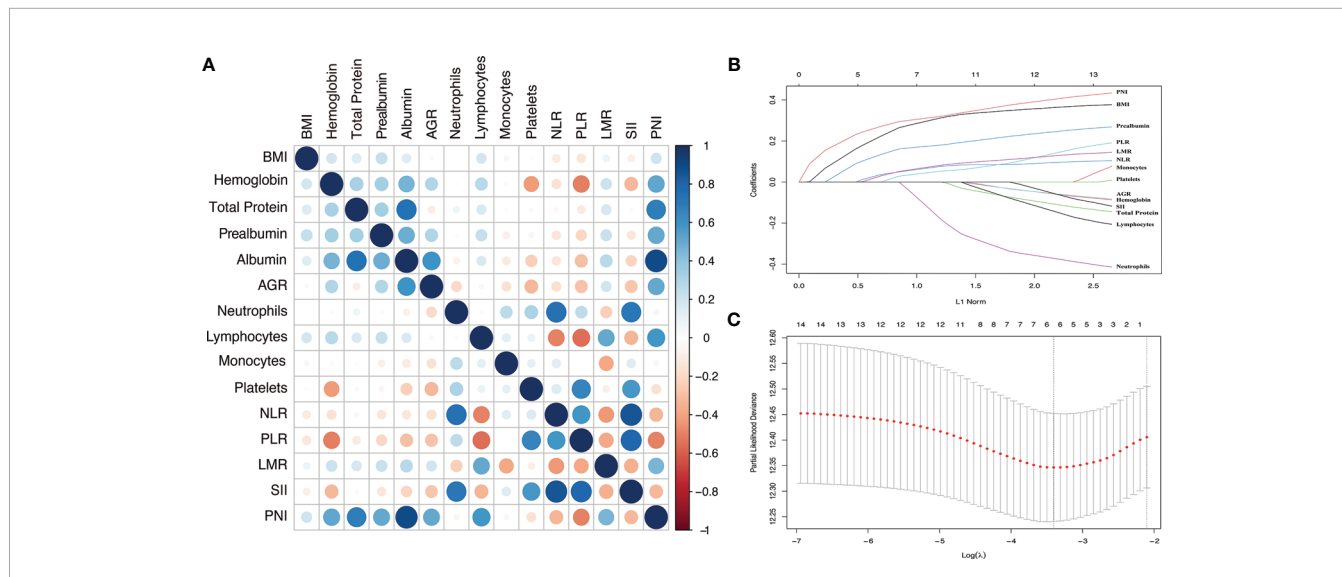 A
BMI
Hemoglobin
Total Protein
Prealbumin
Albumin
AGR
Neutrophils
Lymphocytes
Monocytes
Platelets
NLR
PLR
LMR
SII
PNI
BMI
Hemoglobin
Total Protein
Prealbumin
Albumin
AGR
Neutrophils
Lymphocytes
Monocytes
Platelets
NLR
PLR
LMR
SII
PNI
1
0.8
0.6
0.4
0.2
0
−0.2
−0.4
−0.6
−0.8
−1
B
0 5 7 11 12 13
0.4
0.2
0.0
-0.2
-0.4
Coefficients
PNI
BMI
Prealbumin
PLR
LMR
NLR
Monocytes
Platelets
AGR
Hemoglobin
SII
Total Protein
Lymphocytes
Neutrophils
0.0 0.5 1.0 1.5 2.0 2.5
L1 Norm
C
14 14 13 13 12 12 12 12 11 8 8 7 7 6 6 5 5 3 3 2 1
12.60
12.55
12.50
12.45
12.40
12.35
12.30
12.25
Partial Likelihood Deviance
−7 −6 −5 −4 −3 −2
Log(λ)